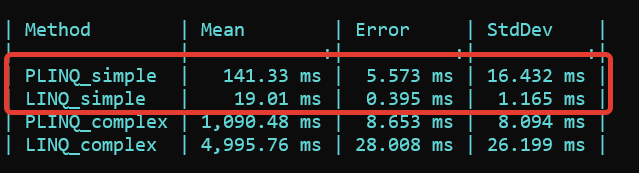 | Method | Mean | Error | StdDev |
| | :| :| :|
| PLINQ_simple | 141.33 ms | 5.573 ms | 16.432 ms |
| LINQ_simple | 19.01 ms | 0.395 ms | 1.165 ms |
| PLINQ_complex | 1,090.48 ms | 8.653 ms | 8.094 ms |
| LINQ_complex | 4,995.76 ms | 28.008 ms | 26.199 ms |